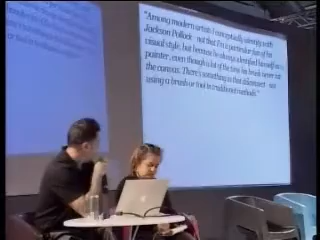 "Among modern artists I conceptually identify with
Jackson Pollock - not that I'm a particular fan of his
visual style, but because he always identified himself as a
painter, even though a lot of the time his brush never hit
the canvas. There's something in that disconnect - not
using a brush or tool in traditional methods."